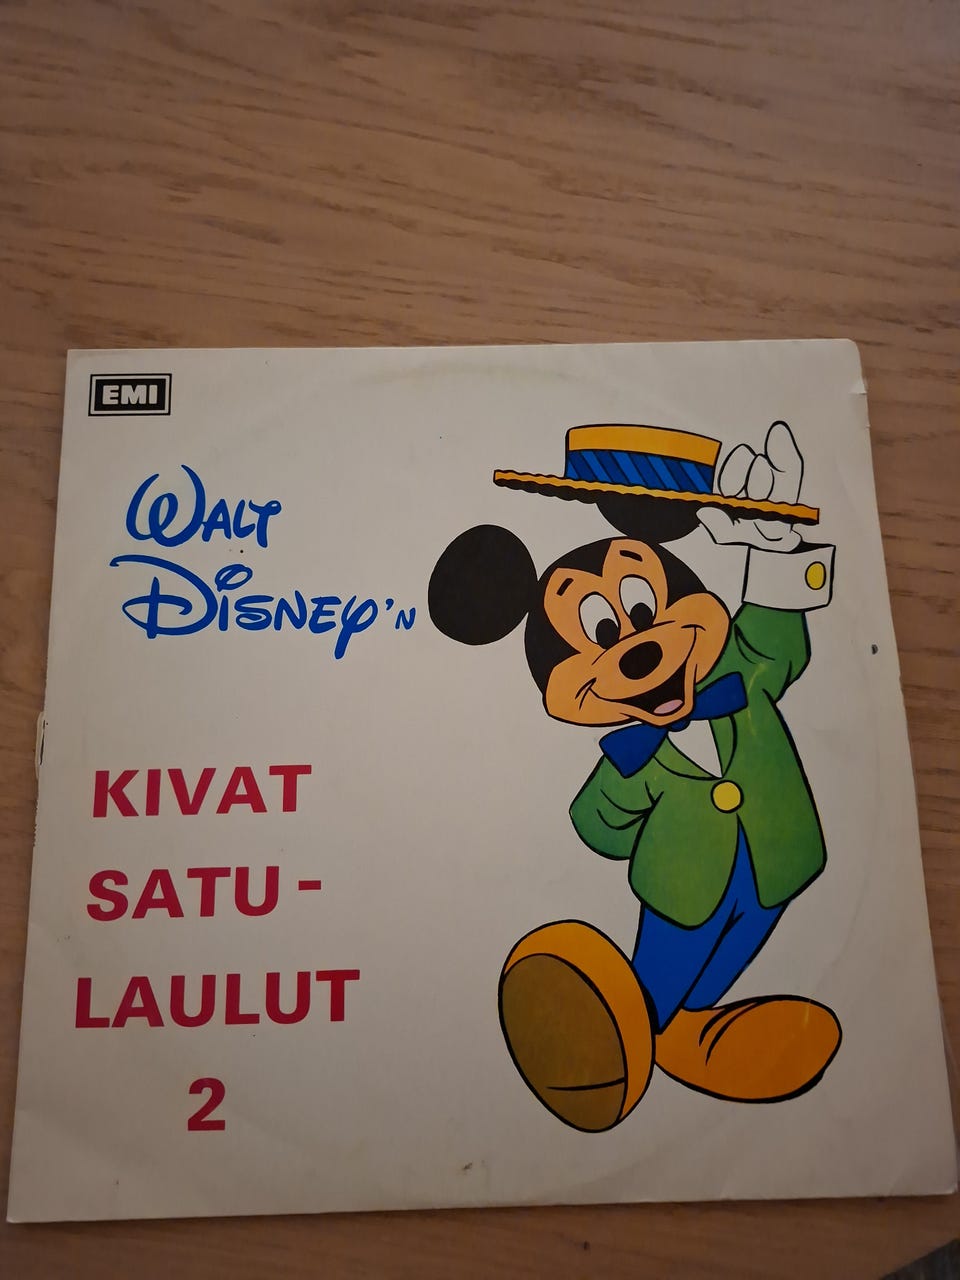 EMI
WALT
DISNEY'N
KIVAT
SATU-
LAULUT
2